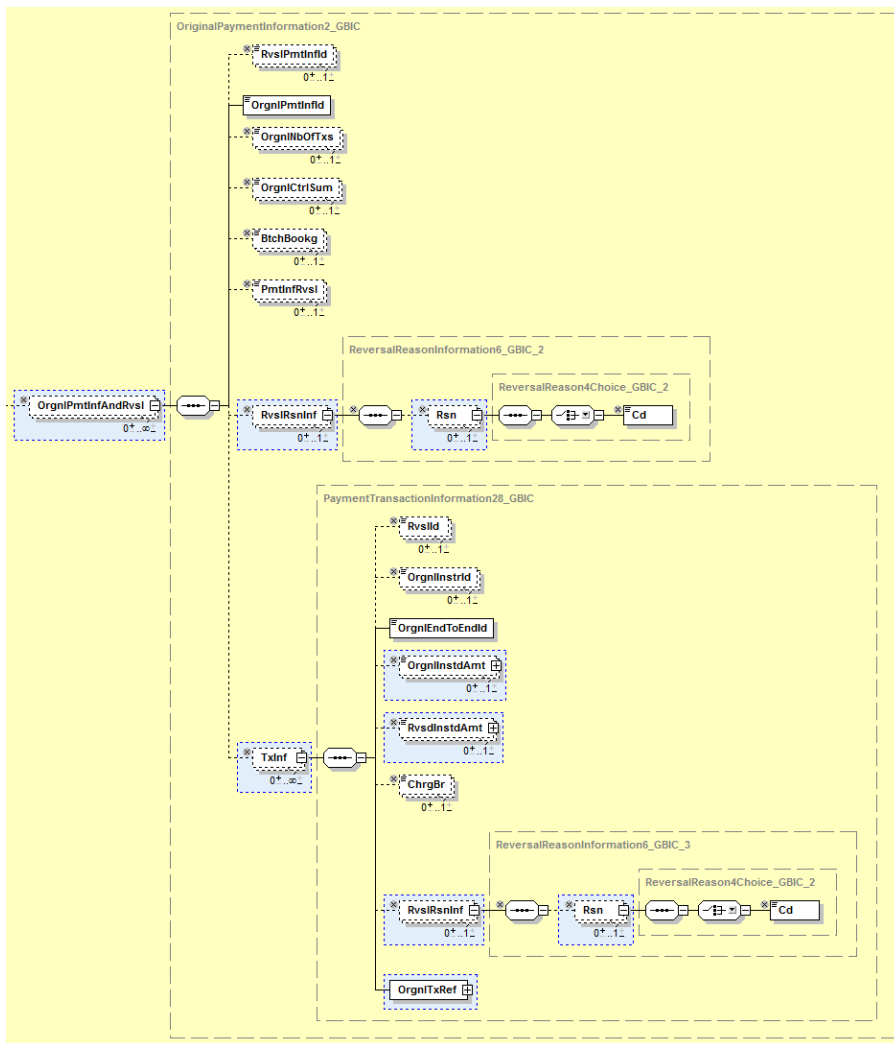 OriginalPaymentInformation2_GBIC
RvslPmtInfId
0+..1±
OrgnlPmtInfId
OrgnlNbOfTxs
0+..1±
OrgnlCtrlSum
0+..1±
BtchBookg
0+..1±
PmtInfRvsl
0+..1±
ReversalReasonInformation6_GBIC_2
ReversalReason4Choice_GBIC_2
OrgnlPmtInfAndRvsl
0+..∞±
RvslRsnInf
0+..1±
Rsn
0+..1±
Cd
PaymentTransactionInformation28_GBIC
RvslId
0+..1±
OrgnlInstrId
0+..1±
OrgnlEndToEndId
OrgnlInstdAmt
0+..1±
RvsdInstdAmt
0+..1±
TxInf
0+..∞±
ChrgBr
0+..1±
ReversalReasonInformation6_GBIC_3
ReversalReason4Choice_GBIC_2
RvslRsnInf
0+..1±
Rsn
0+..1±
Cd
OrgnlTxRef